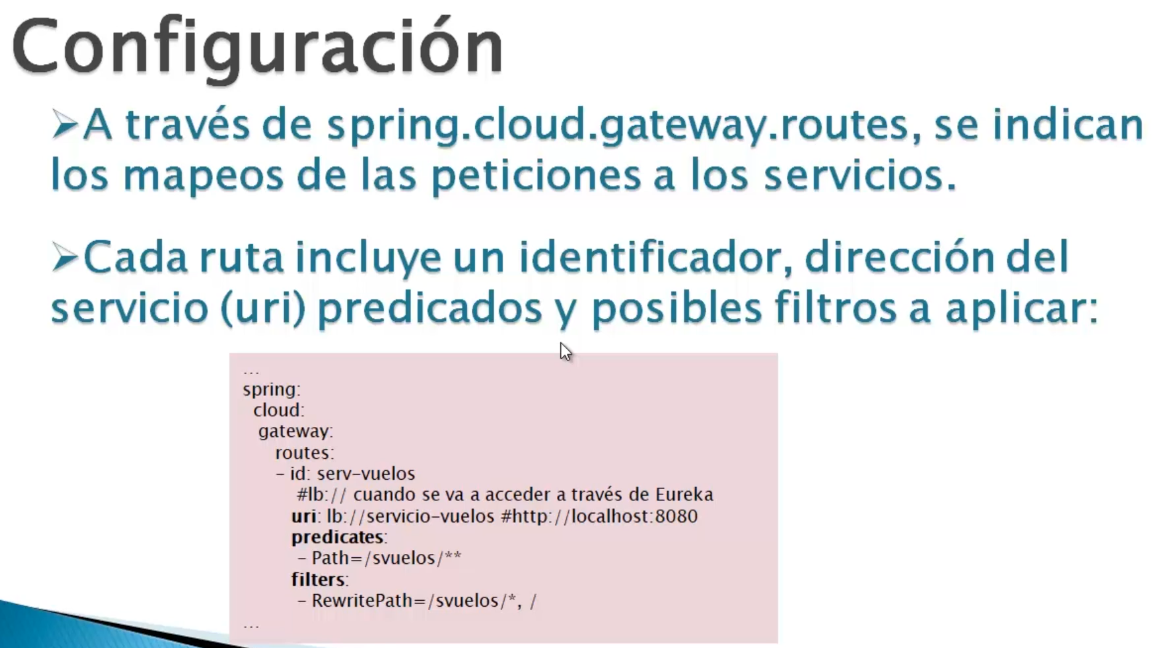 Configuración
➢A través de spring.cloud.gateway.routes, se indican
los mapeos de las peticiones a los servicios.
➢Cada ruta incluye un identificador, dirección del
servicio (uri) predicados y posibles filtros a aplicar:
...
spring:
cloud:
gateway:
routes:
- id: serv-vuelos
#lb:// cuando se va a acceder a través de Eureka
uri: lb://servicio-vuelos #http://localhost:8080
predicates:
- Path=/svuelos/**
filters:
- RewritePath=/svuelos/*, /
...